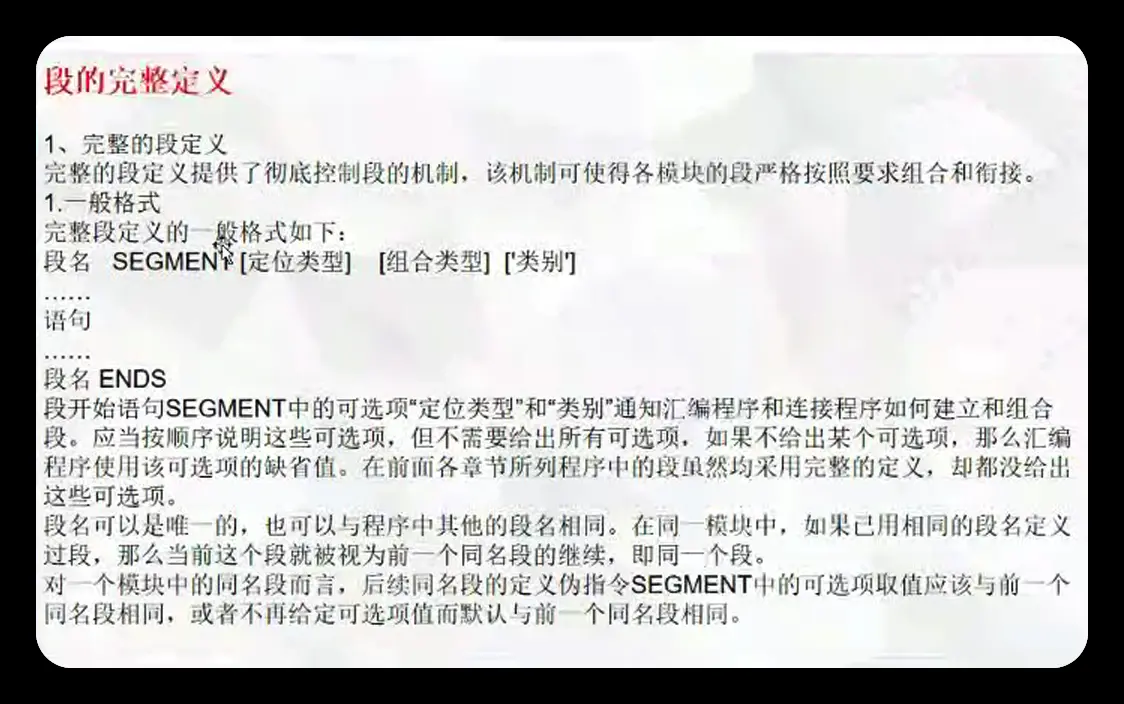 段的完整定义
1、完整的段定义
完整的段定义提供了彻底控制段的机制，该机制可使得各模块的段严格按照要求组合和衔接。
1.一般格式
完整段定义的一般格式如下：
段名 SEGMENT [定位类型] [组合类型] ['类别']
……
语句
……
段名 ENDS
段开始语句SEGMENT中的可选项“定位类型”和“类别”通知汇编程序和连接程序如何建立和组合
段。应当按顺序说明这些可选项，但不需要给出所有可选项，如果不给出某个可选项，那么汇编
程序使用该可选项的缺省值。在前面各章节所列程序中的段虽然均采用完整的定义，却都没给出
这些可选项。
段名可以是唯一的，也可以与程序中其他的段名相同。在同一模块中，如果已用相同的段名定义
过段，那么当前这个段就被视为前一个同名段的继续，即同一个段。
对一个模块中的同名段而言，后续同名段的定义伪指令SEGMENT中的可选项取值应该与前一个
同名段相同，或者不再给定可选项值而默认与前一个同名段相同。